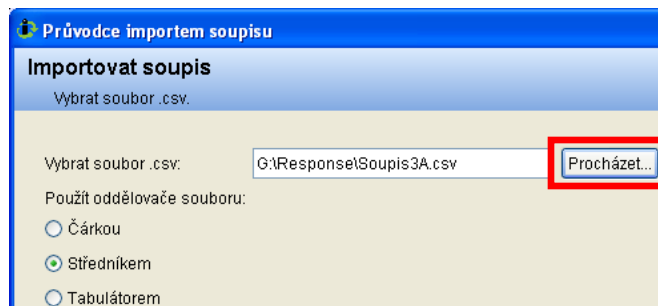 Průvodce importem soupisu
Importovat soupis
Vybrat soubor .csv.
Vybrat soubor .csv: G:\Response\Soupis3A.csv Procházet...
Použít oddělovače souboru:
Čárkou
Středníkem
Tabulátorem